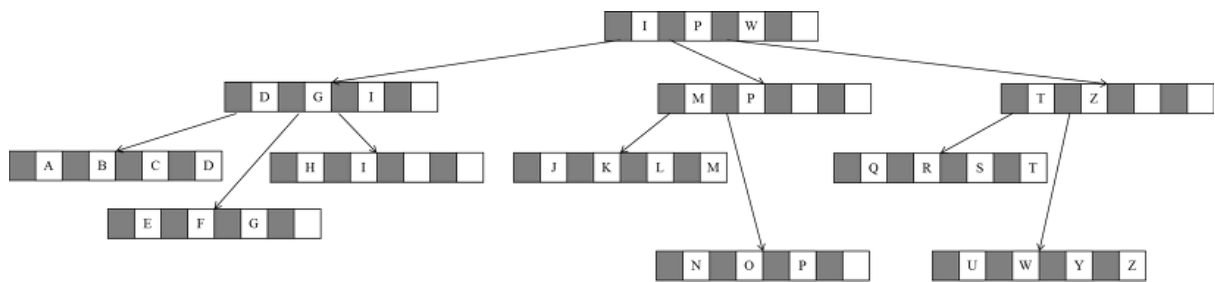 I P W
D G I
M P
T Z
A B C D
H I
J K L M
Q R S T
E F G
N O P
U W Y Z